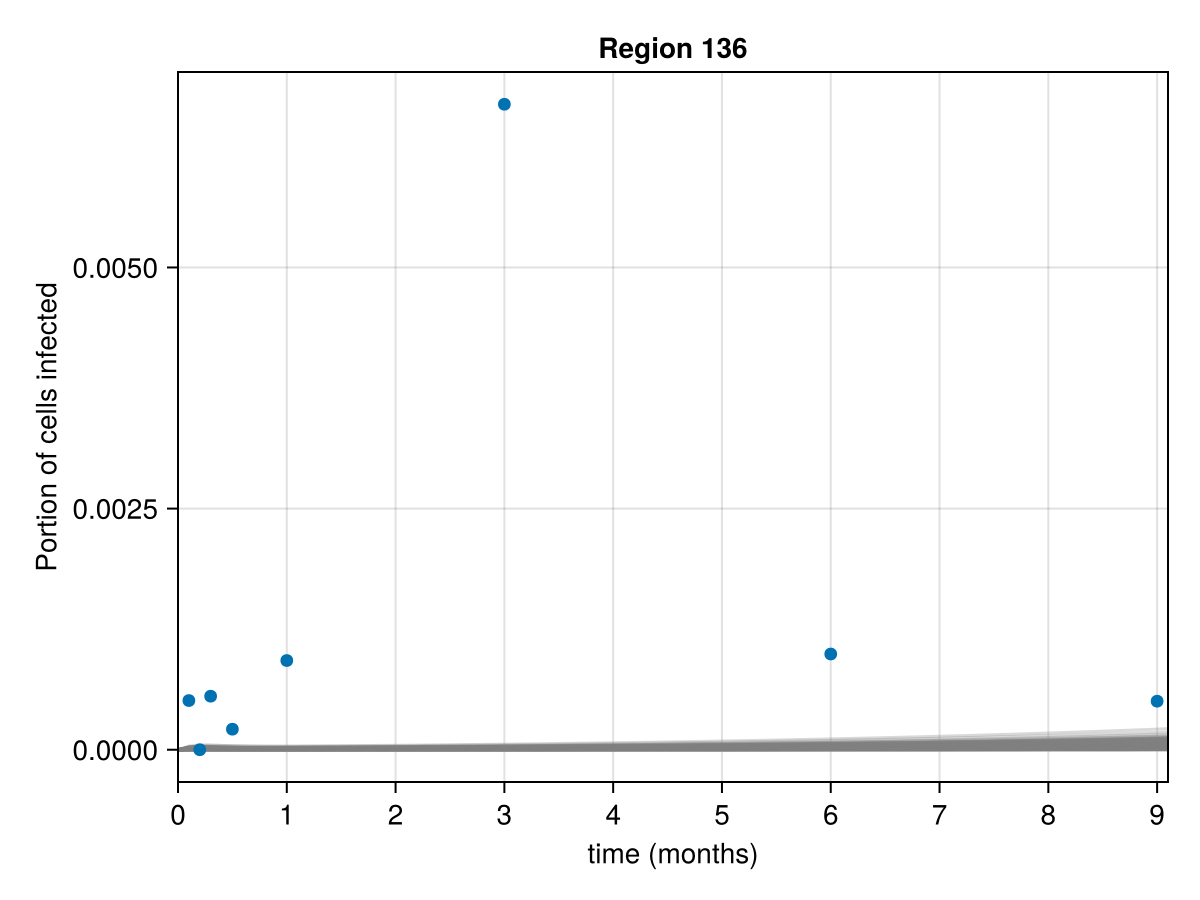 Region 136
Portion of cells infected
0.0050
0.0025
0.0000
0 1 2 3 4 5 6 7 8 9
time (months)